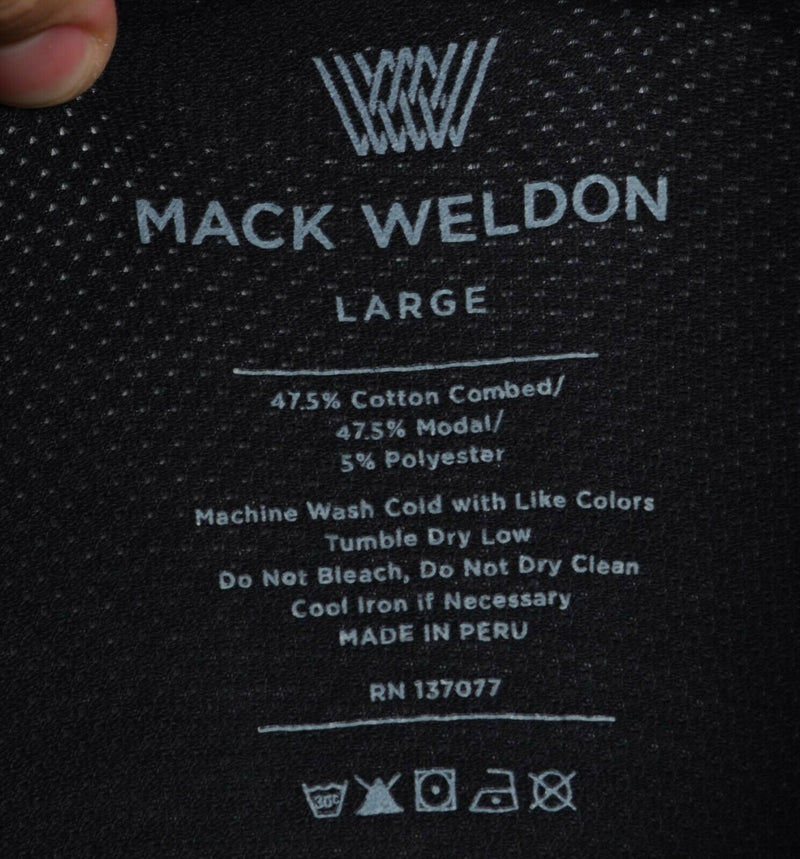 MACK WELDON
LARGE
47.5% Cotton Combed/
47.5% Modal/
5% Polyester
Machine Wash Cold with Like Colors
Tumble Dry Low
Do Not Bleach, Do Not Dry Clean
Cool Iron if Necessary
MADE IN PERU
RN 137077
30c